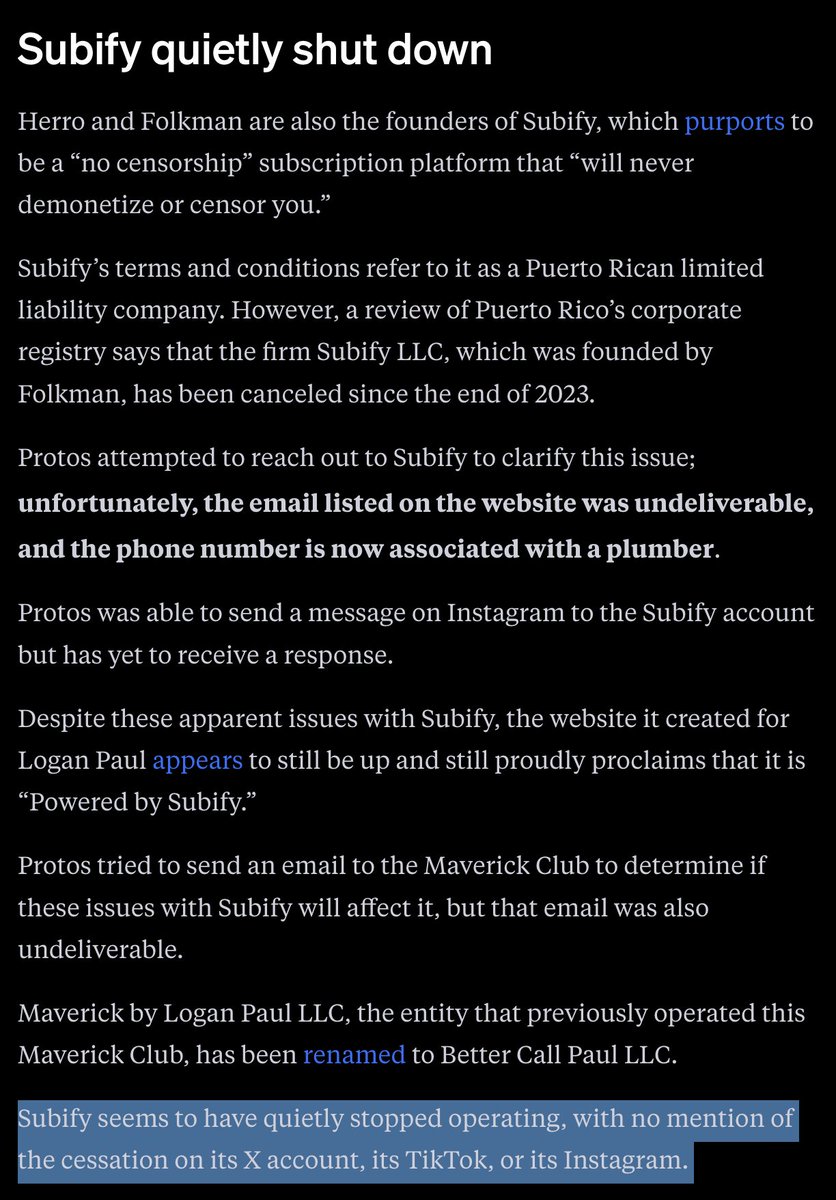 Subify quietly shut down
Herro and Folkman are also the founders of Subify, which purports to
be a “no censorship” subscription platform that “will never
demonetize or censor you.”
Subify’s terms and conditions refer to it as a Puerto Rican limited
liability company. However, a review of Puerto Rico’s corporate
registry says that the firm Subify LLC, which was founded by
Folkman, has been canceled since the end of 2023.
Protos attempted to reach out to Subify to clarify this issue;
unfortunately, the email listed on the website was undeliverable,
and the phone number is now associated with a plumber.
Protos was able to send a message on Instagram to the Subify account
but has yet to receive a response.
Despite these apparent issues with Subify, the website it created for
Logan Paul appears to still be up and still proudly proclaims that it is
“Powered by Subify.”
Protos tried to send an email to the Maverick Club to determine if
these issues with Subify will affect it, but that email was also
undeliverable.
Maverick by Logan Paul LLC, the entity that previously operated this
Maverick Club, has been renamed to Better Call Paul LLC.
Subify seems to have quietly stopped operating, with no mention of
the cessation on its X account, its TikTok, or its Instagram.